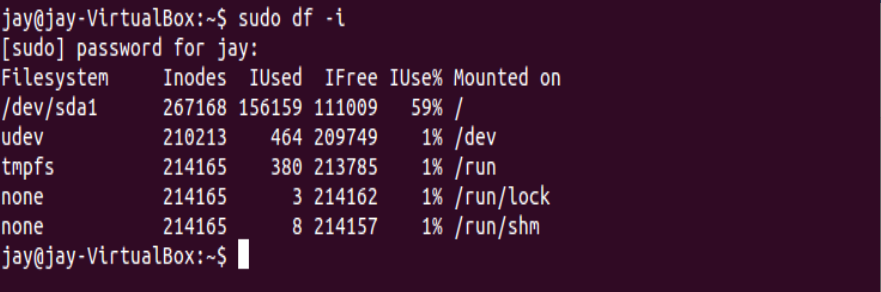 jay@jay-VirtualBox:~$ sudo df -i
[sudo] password for jay:
Filesystem     Inodes  IUsed  IFree IUse% Mounted on
/dev/sda1      267168 156159 111009   59% /
udev           210213    464 209749    1% /dev
tmpfs          214165    380 213785    1% /run
none           214165      3 214162    1% /run/lock
none           214165      8 214157    1% /run/shm
jay@jay-VirtualBox:~$